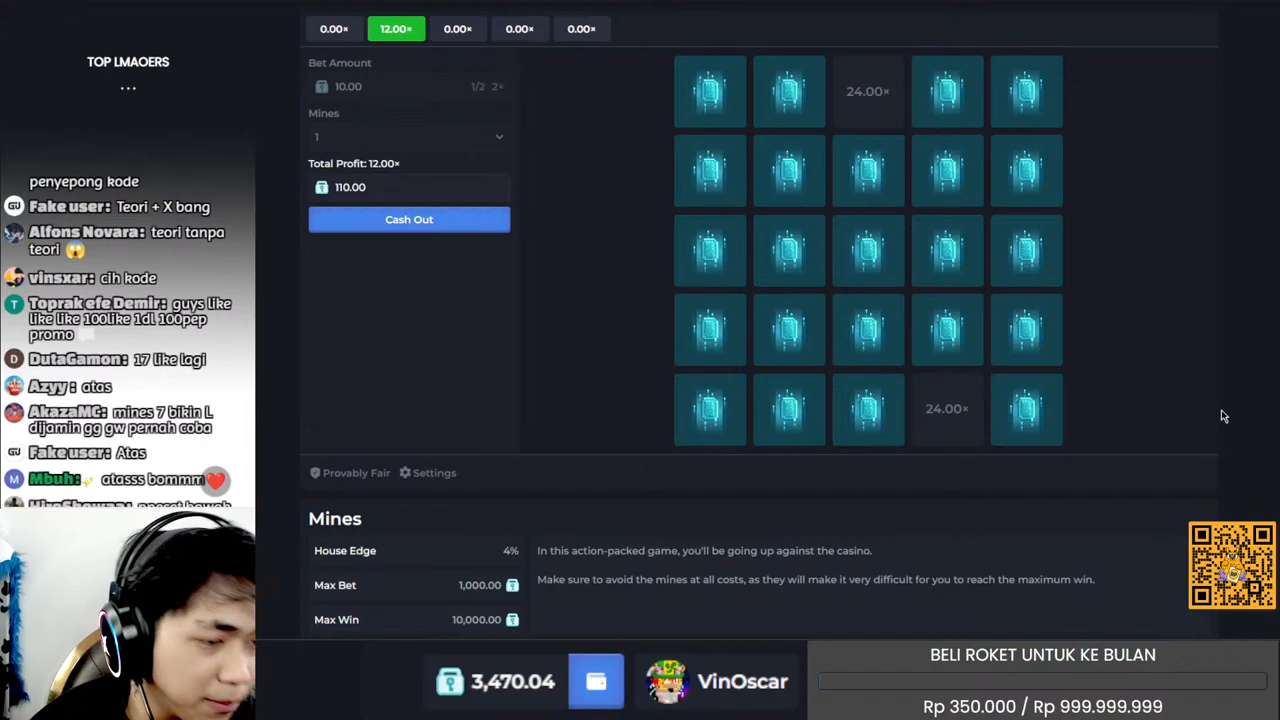 TOP LMAOERS
...
penyepong kode
Fake user: Teori + X bang
Alfons Novara: teori tanpa
teori 😱
vinsxar: cih kode
Toprak efe Demir: guys like
like like 100like 1dl 100pep
promo
DutaGamon: 17 like lagi
Azyy: atas
AkazaMC: mines 7 bikin L
dijamin gg gw pernah coba
Fake user: Atas
Mbuh: atasss bommm
0.00× 12.00× 0.00× 0.00× 0.00×
Bet Amount
10.00 1/2 2×
Mines
1
Total Profit: 12.00×
110.00
Cash Out
24.00×
24.00×
Provably Fair Settings
Mines
House Edge 4%
Max Bet 1,000.00
Max Win 10,000.00
In this action-packed game, you'll be going up against the casino.
Make sure to avoid the mines at all costs, as they will make it very difficult for you to reach the maximum win.
3,470.04
VinOscar
BELI ROKET UNTUK KE BULAN
Rp 350.000 / Rp 999.999.999